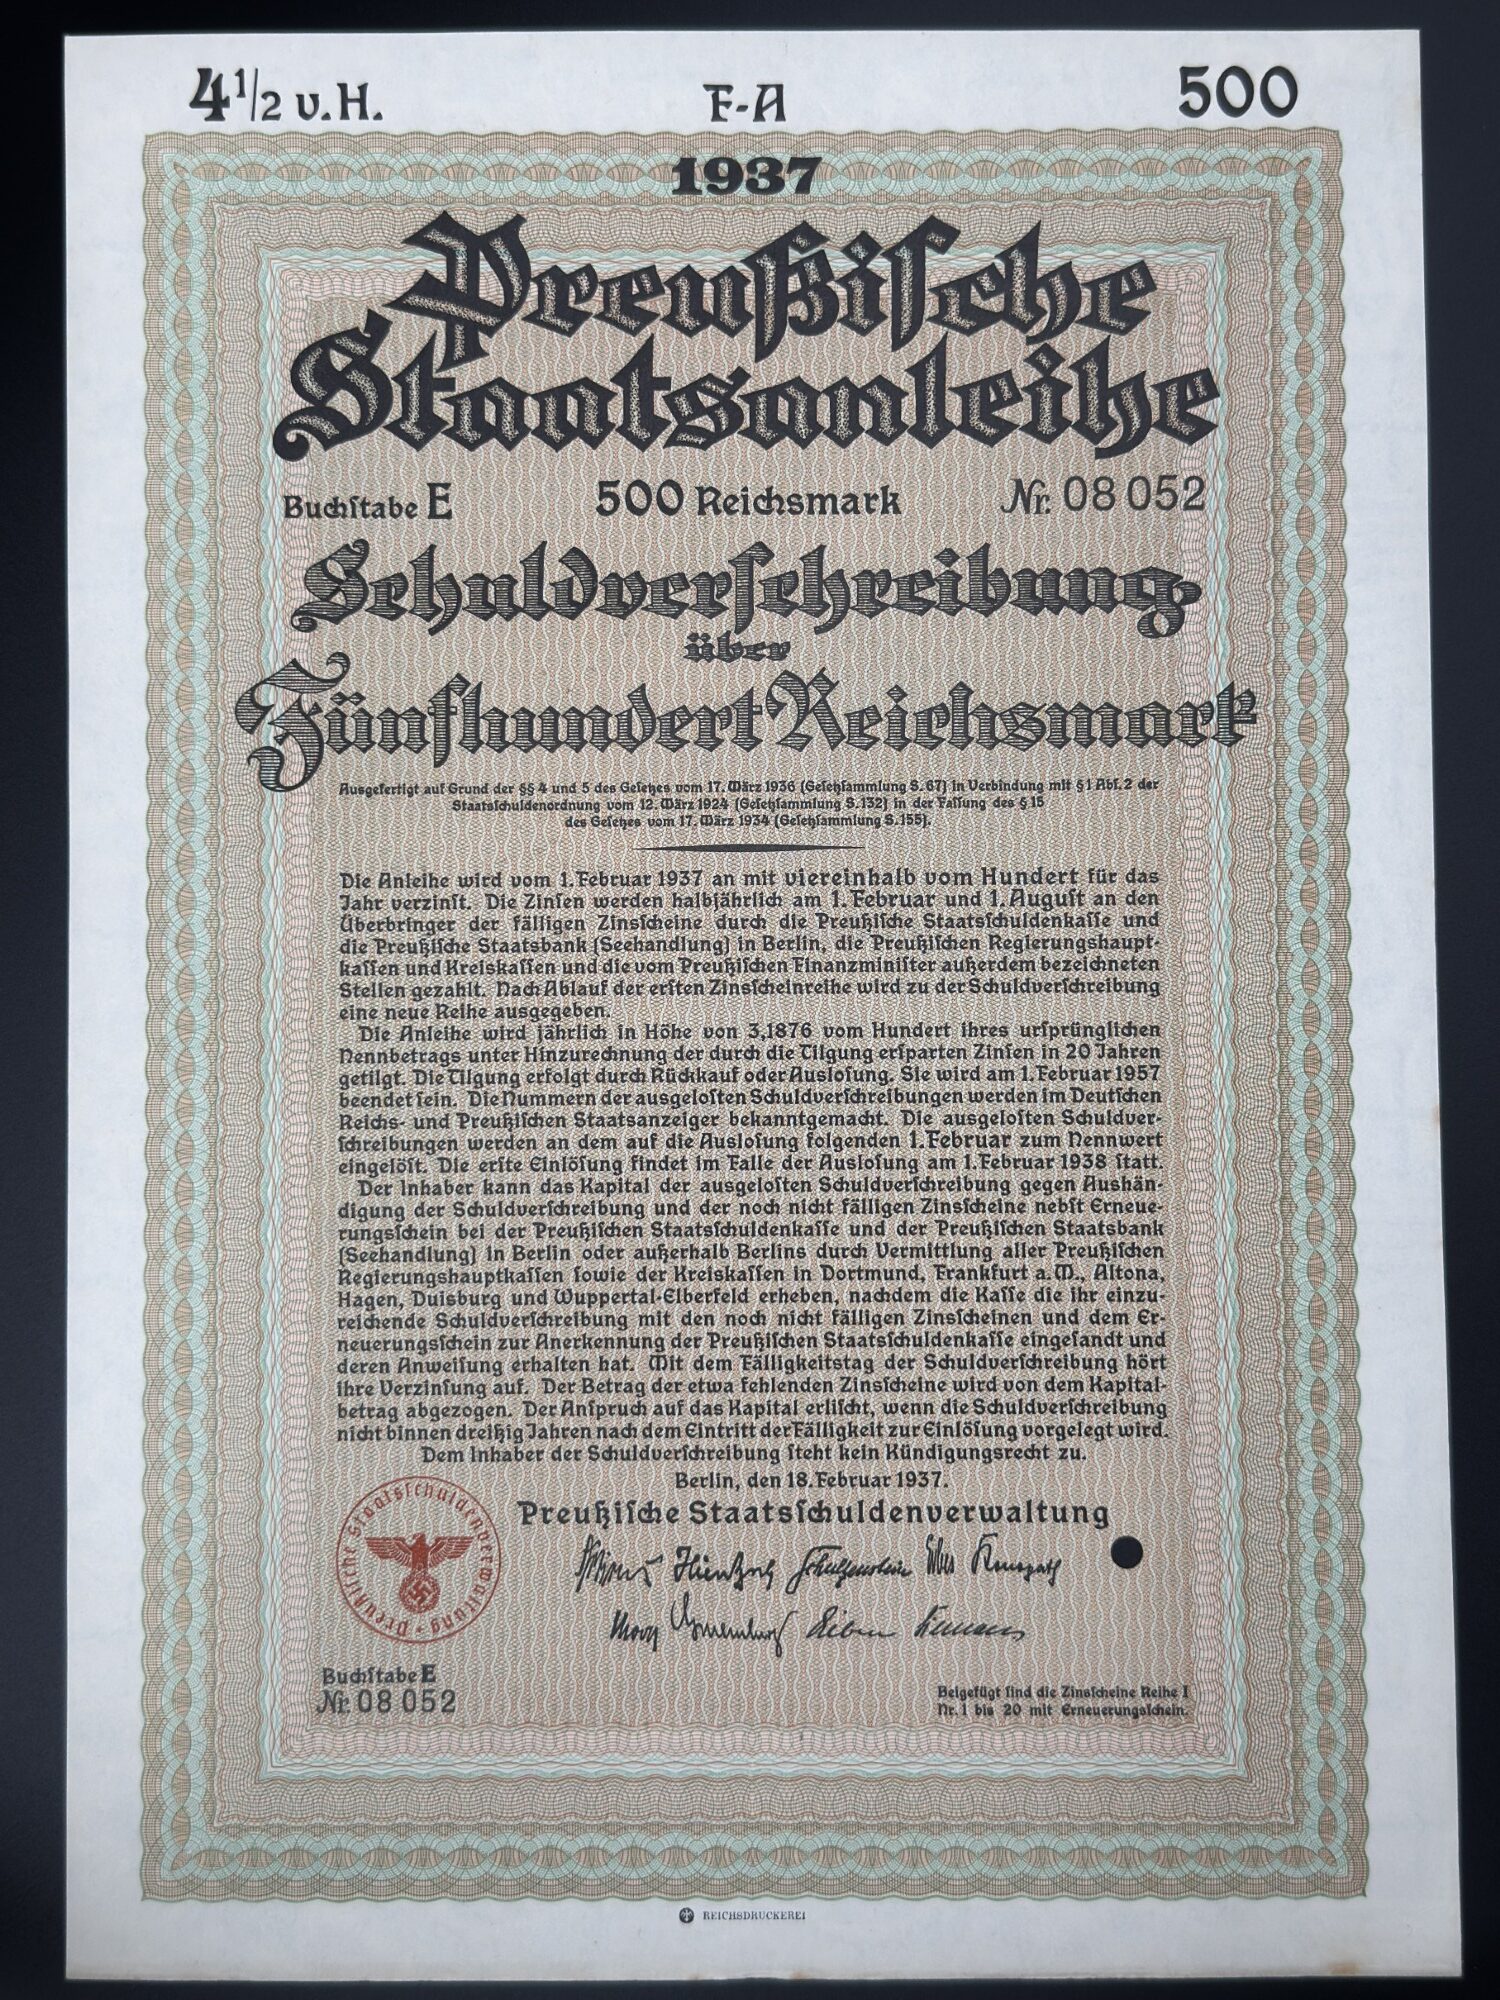 4 1/2 v.H.
F-A
500
1937
Preußische
Staatsanleihe
Buchstabe E
500 Reichsmark
Nr. 08 052
Schuldverschreibung
über
Fünfhundert Reichsmark
Ausgefertigt auf Grund der §§ 4 und 5 des Gesetzes vom 17. März 1936 (Gesetzsammlung S. 67) in Verbindung mit § 1 Abs. 2 der
Staatsschuldenordnung vom 12. März 1924 (Gesetzsammlung S. 132) in der Fassung des § 15
des Gesetzes vom 17. März 1934 (Gesetzsammlung S. 155).
Die Anleihe wird vom 1. Februar 1937 an mit viereinhalb vom Hundert für das
Jahr verzinst. Die Zinsen werden halbjährlich am 1. Februar und 1. August an den
Überbringer der fälligen Zinsscheine durch die Preußische Staatsschuldenkasse und
die Preußische Staatsbank (Seehandlung) in Berlin, die Preußischen Regierungshaupt-
kassen und Kreiskassen und die vom Preußischen Finanzminister außerdem bezeichneten
Stellen gezahlt. Nach Ablauf der ersten Zinsscheinreihe wird zu der Schuldverschreibung
eine neue Reihe ausgegeben.
Die Anleihe wird jährlich in Höhe von 3,1876 vom Hundert ihres ursprünglichen
Nennbetrags unter Hinzurechnung der durch die Tilgung ersparten Zinsen in 20 Jahren
getilgt. Die Tilgung erfolgt durch Rückkauf oder Auslosung. Sie wird am 1. Februar 1957
beendet sein. Die Nummern der ausgelosten Schuldverschreibungen werden im Deutschen
Reichs- und Preußischen Staatsanzeiger bekanntgemacht. Die ausgelosten Schuldver-
schreibungen werden an dem auf die Auslosung folgenden 1. Februar zum Nennwert
eingelöst. Die erste Einlösung findet im Falle der Auslosung am 1. Februar 1938 statt.
Der Inhaber kann das Kapital der ausgelosten Schuldverschreibung gegen Aushän-
digung der Schuldverschreibung und der noch nicht fälligen Zinsscheine nebst Erneue-
rungsschein bei der Preußischen Staatsschuldenkasse und der Preußischen Staatsbank
(Seehandlung) in Berlin oder außerhalb Berlins durch Vermittlung aller Preußischen
Regierungshauptkassen sowie der Kreiskassen in Dortmund, Frankfurt a. M., Altona,
Hagen, Duisburg und Wuppertal-Elberfeld erheben, nachdem die Kasse die ihr einzu-
reichende Schuldverschreibung mit den noch nicht fälligen Zinsscheinen und dem Er-
neuerungsschein zur Anerkennung der Preußischen Staatsschuldenkasse eingesandt und
deren Anweisung erhalten hat. Mit dem Fälligkeitstag der Schuldverschreibung hört
ihre Verzinsung auf. Der Betrag der etwa fehlenden Zinsscheine wird von dem Kapital-
betrag abgezogen. Der Anspruch auf das Kapital erlischt, wenn die Schuldverschreibung
nicht binnen dreißig Jahren nach dem Eintritt der Fälligkeit zur Einlösung vorgelegt wird.
Dem Inhaber der Schuldverschreibung steht kein Kündigungsrecht zu.
Berlin, den 18. Februar 1937.
Preußische Staatsschuldenverwaltung
Preußische Staatsschuldenverwaltung
Buchstabe E
Nr. 08 052
Beigefügt sind die Zinsscheine Reihe I
Nr. 1 bis 20 mit Erneuerungsschein.
REICHSDRUCKEREI